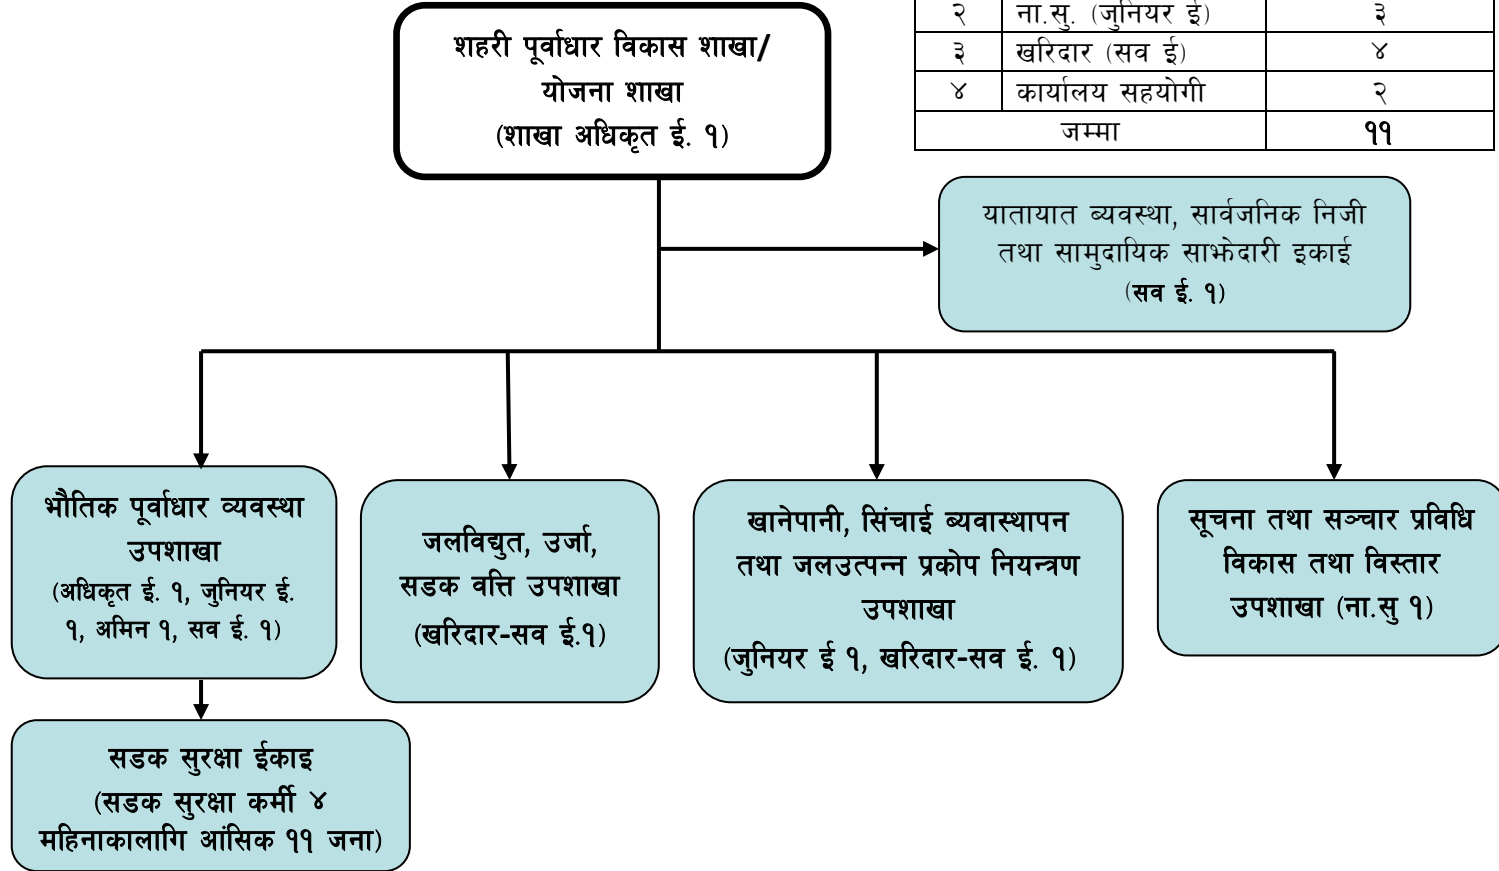 शहरी पूर्वाधार विकास शाखा/
योजना शाखा
(शाखा अधिकृत ई. १)
२ ना.सु. (जुनियर ई) ३
३ खरिदार (सव ई) ४
४ कार्यालय सहयोगी २
जम्मा ११
यातायात ब्यवस्था, सार्वजनिक निजी
तथा सामुदायिक साझेदारी इकाई
(सव ई. १)
भौतिक पूर्वाधार व्यवस्था
उपशाखा
(अधिकृत ई. १, जुनियर ई.
१, अमिन १, सव ई. १)
जलविद्युत, उर्जा,
सडक वत्ति उपशाखा
(खरिदार-सव ई.१)
खानेपानी, सिंचाई ब्यवास्थापन
तथा जलउत्पन्न प्रकोप नियन्त्रण
उपशाखा
(जुनियर ई १, खरिदार-सव ई. १)
सूचना तथा सञ्चार प्रविधि
विकास तथा विस्तार
उपशाखा (ना.सु १)
सडक सुरक्षा ईकाइ
(सडक सुरक्षा कर्मी ४
महिनाकालागि आंसिक ११ जना)